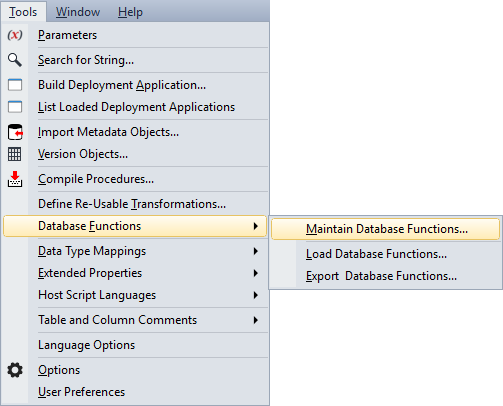 Tools Window Help
(x) Parameters
Search for String...
Build Deployment Application...
List Loaded Deployment Applications
Import Metadata Objects...
Version Objects...
Compile Procedures...
Define Re-Usable Transformations...
Database Functions
Maintain Database Functions...
Load Database Functions...
Export Database Functions...
Data Type Mappings
Extended Properties
Host Script Languages
Table and Column Comments
Language Options
Options
User Preferences